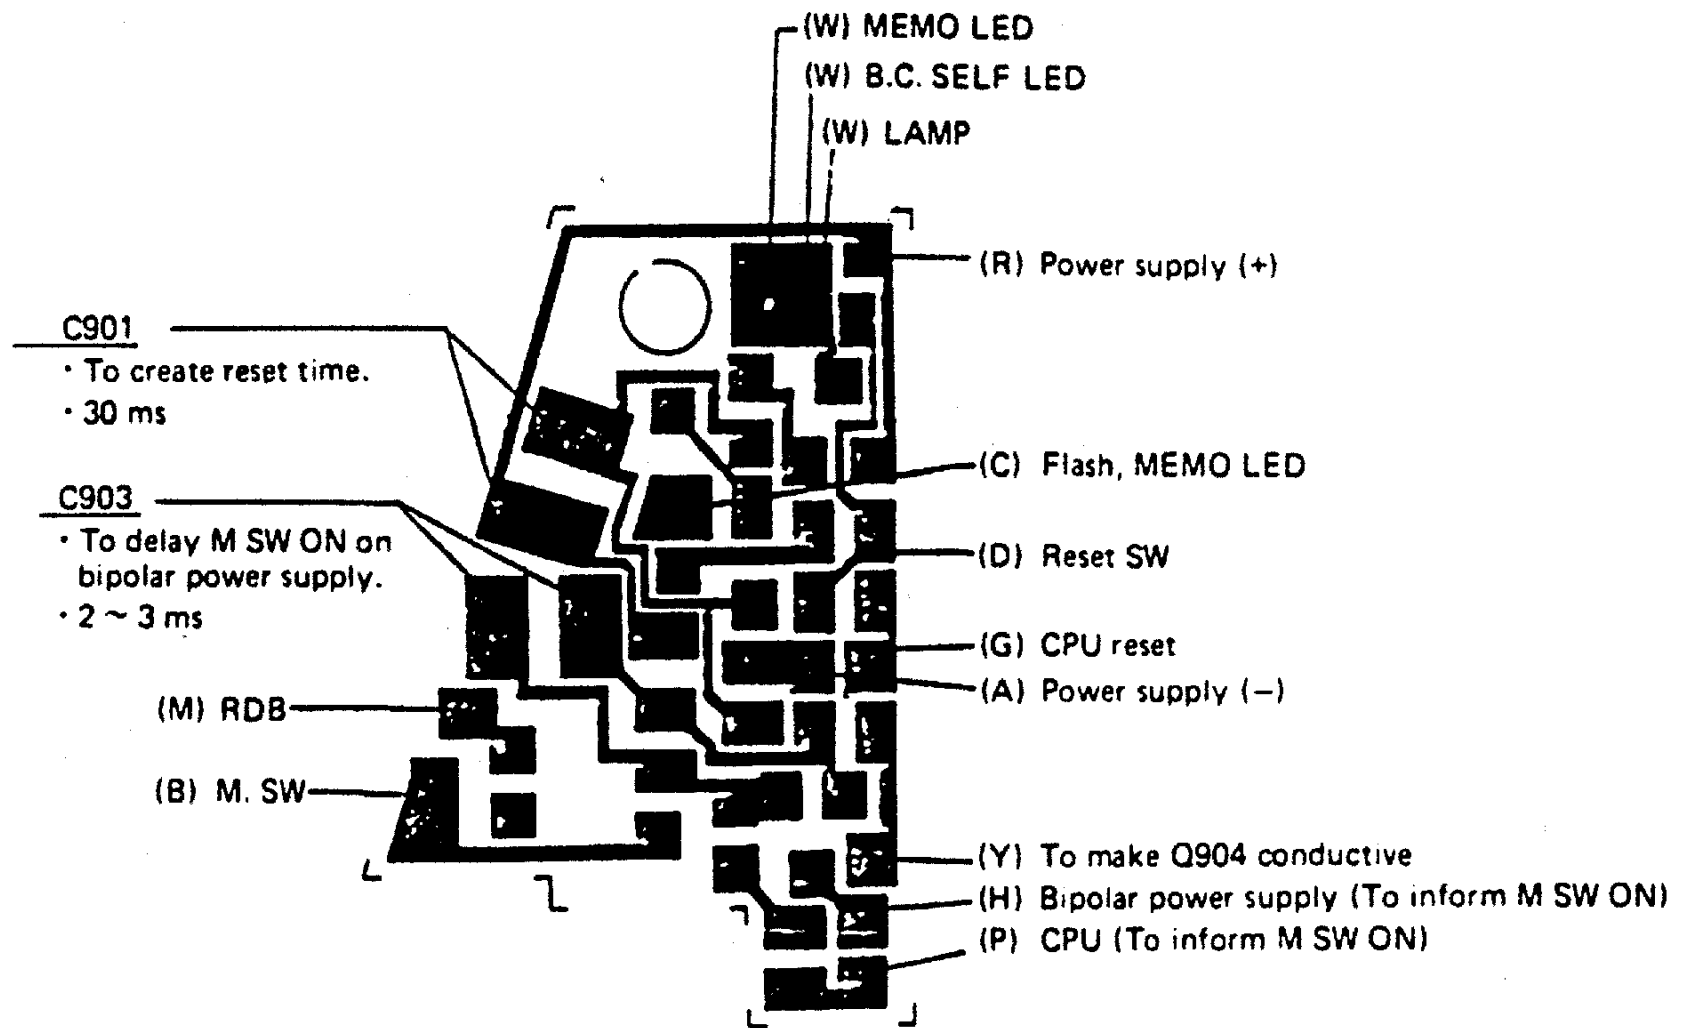 (W) MEMO LED
(W) B.C. SELF LED
(W) LAMP
(R) Power supply (+)
C901
· To create reset time.
· 30 ms
(C) Flash, MEMO LED
C903
· To delay M SW ON on
bipolar power supply.
· 2 ~ 3 ms
(D) Reset SW
(G) CPU reset
(A) Power supply (−)
(M) RDB
(B) M. SW
(Y) To make Q904 conductive
(H) Bipolar power supply (To inform M SW ON)
(P) CPU (To inform M SW ON)